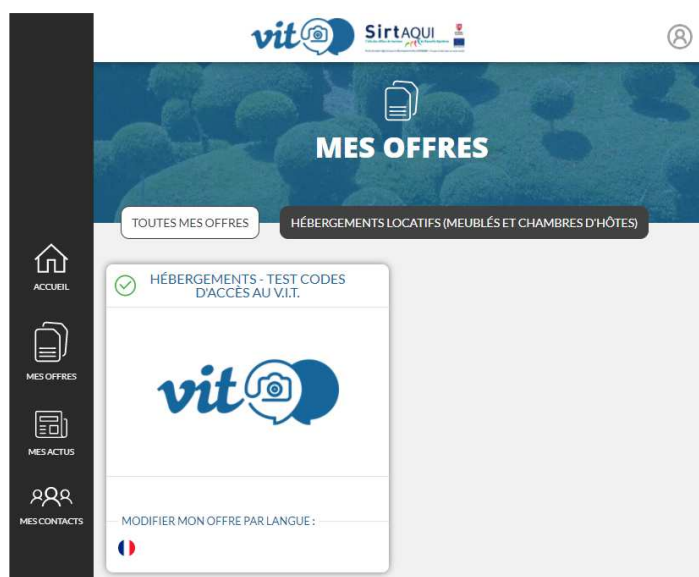 vit
SirtAQUI
MES OFFRES
TOUTES MES OFFRES
HÉBERGEMENTS LOCATIFS (MEUBLÉS ET CHAMBRES D'HÔTES)
ACCUEIL
MES OFFRES
MES ACTUS
MES CONTACTS
HÉBERGEMENTS - TEST CODES
D'ACCÈS AU V.I.T.
vit
MODIFIER MON OFFRE PAR LANGUE :